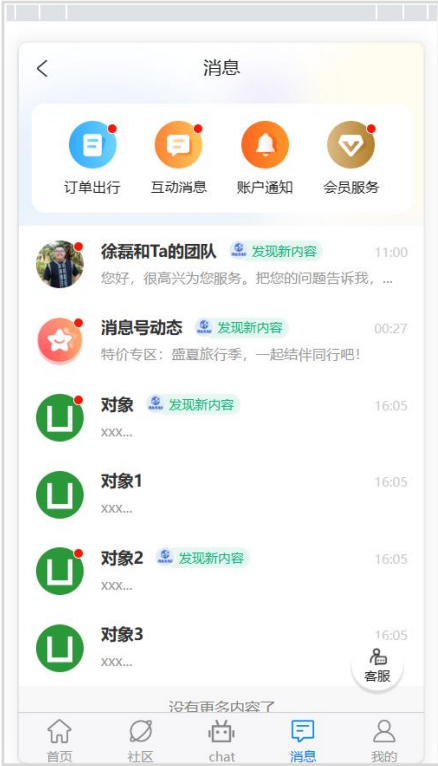 消息
订单出行 互动消息 账户通知 会员服务
徐磊和Ta的团队 发现新内容 11:00
您好，很高兴为您服务。把您的问题告诉我，...
消息号动态 发现新内容 00:27
特价专区：盛夏旅行季，一起结伴同行吧！
对象 发现新内容 16:05
xxx...
对象1 16:05
xxx...
对象2 发现新内容 16:05
xxx...
对象3 16:05
xxx...
客服
没有更多内容了
首页 社区 chat 消息 我的